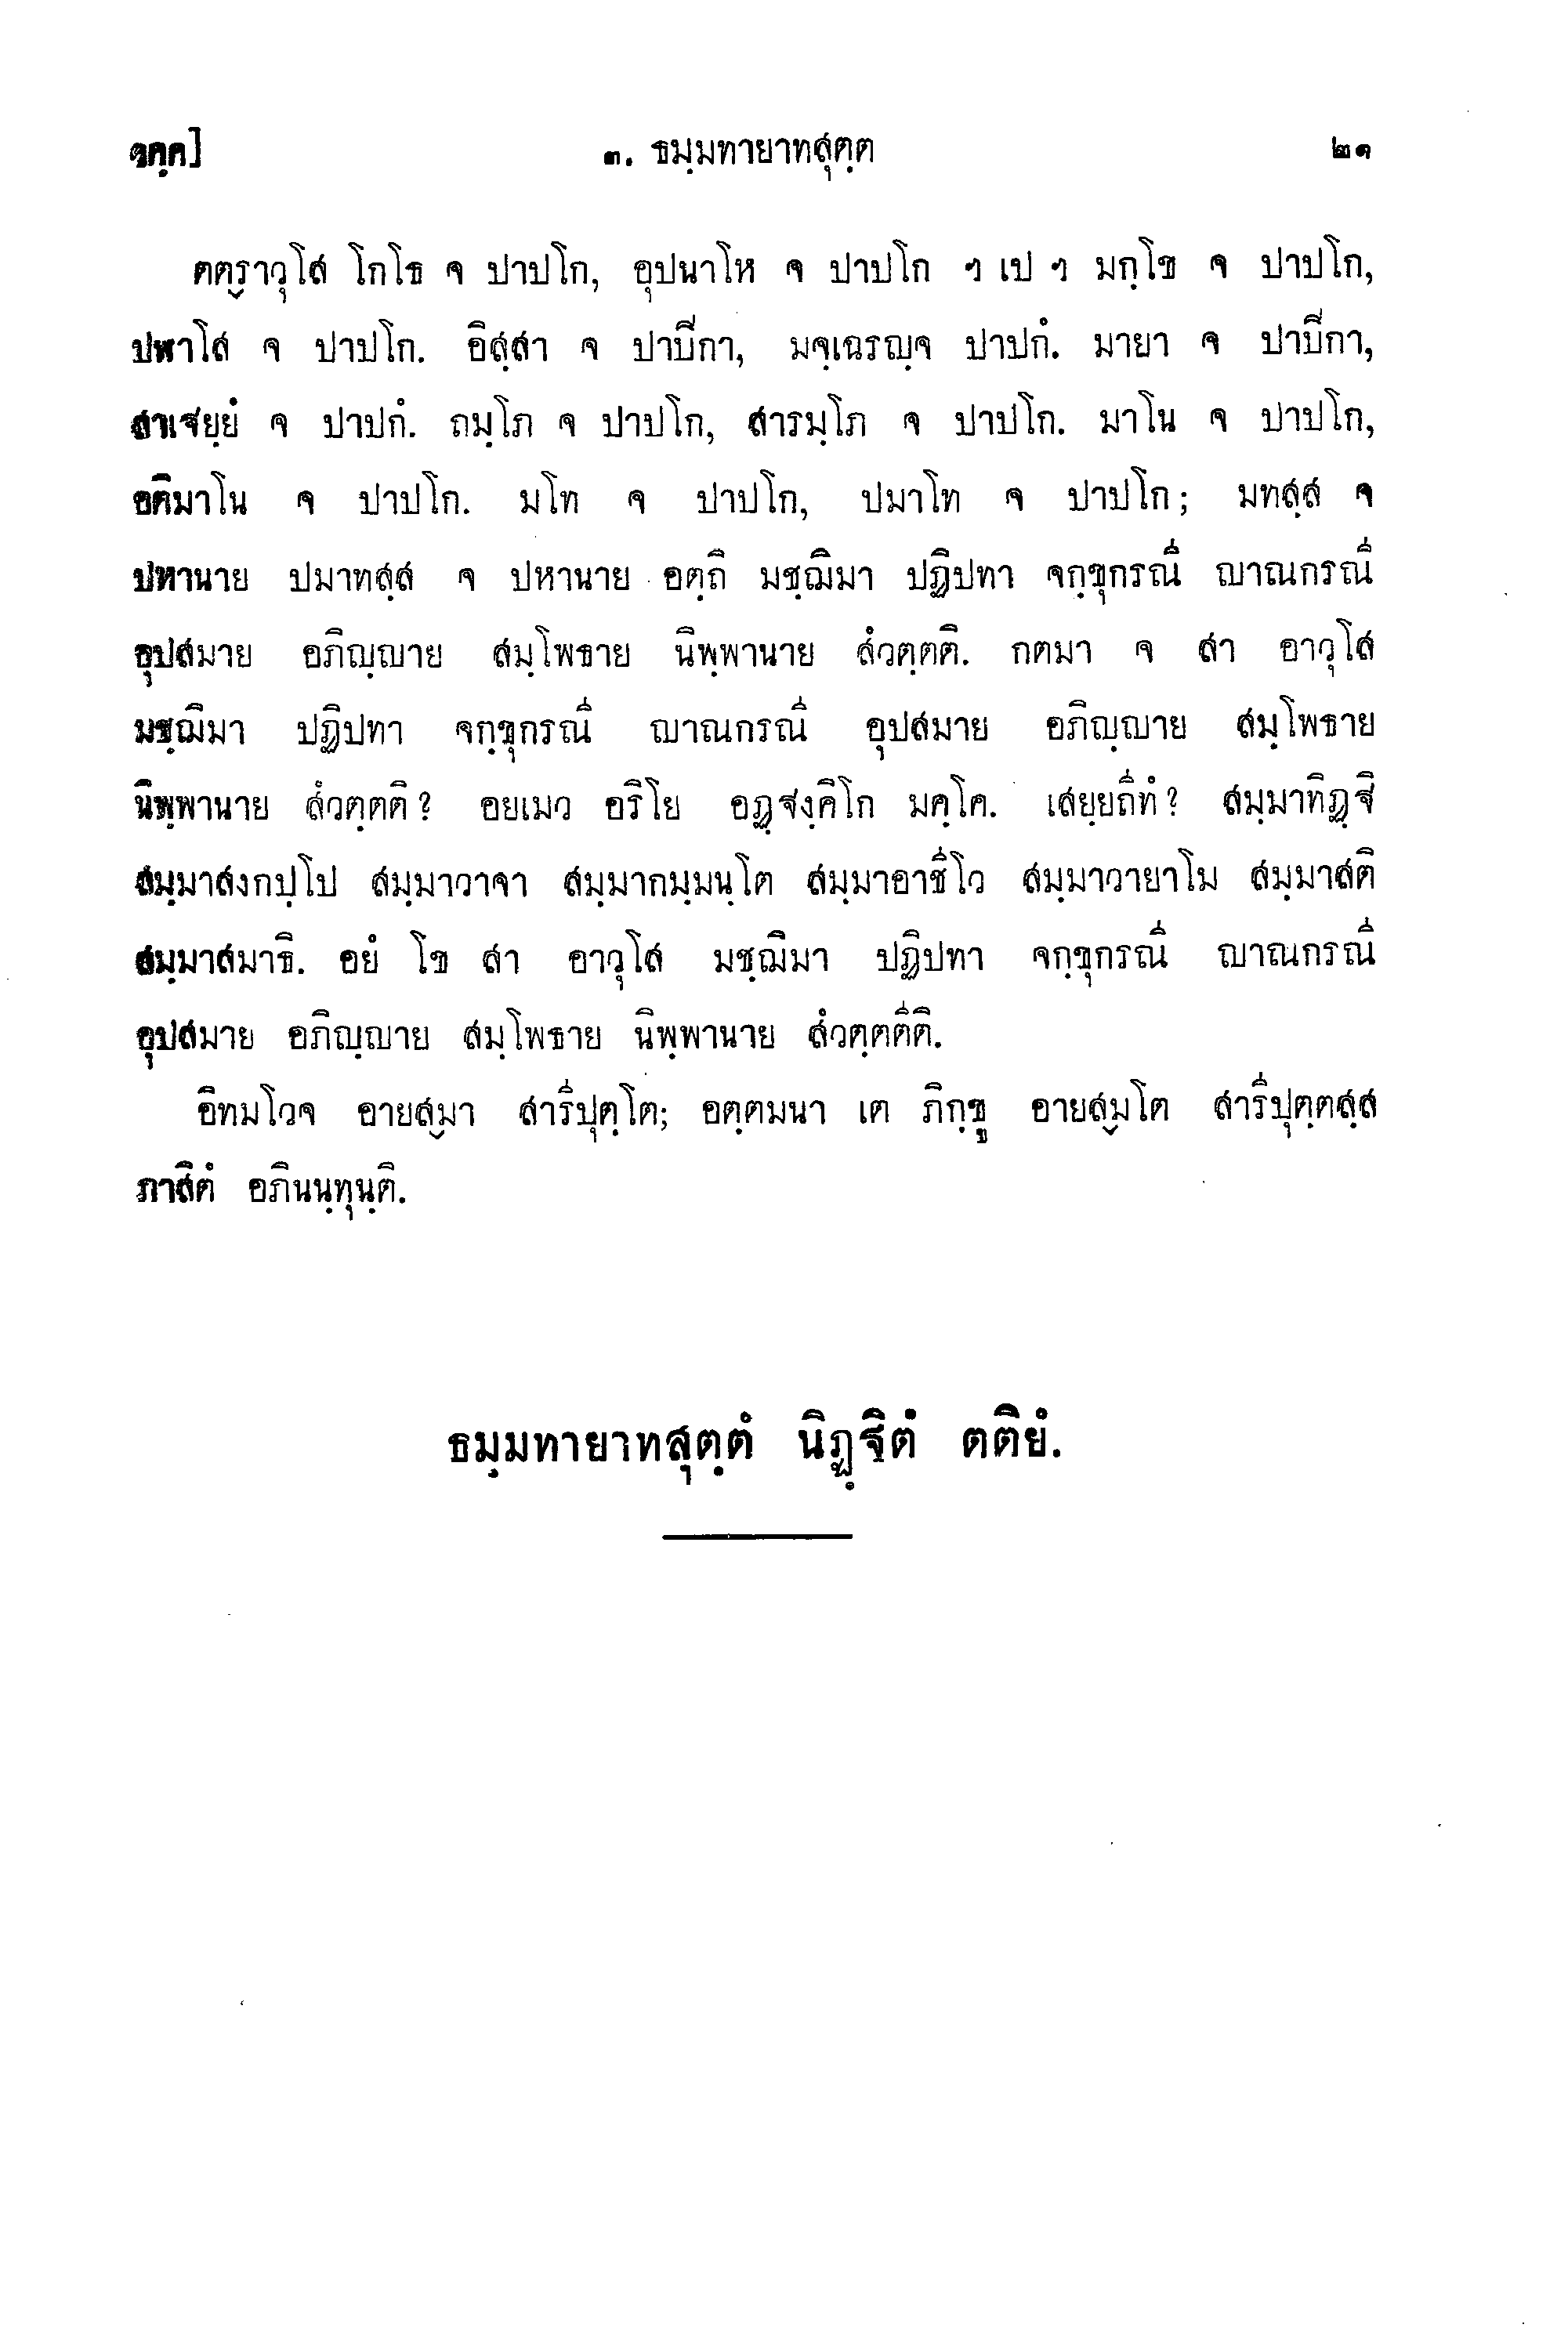 วคฺค] ๓. ธมฺมทายาทสุตฺต ๒๑
ตตฺราวุโส โกโธ จ ปาปโก, อุปนาโห จ ปาปโก ฯ เป ฯ มกฺโข จ ปาปโก,
ปฬาโส จ ปาปโก. อิสฺสา จ ปาปิกา, มจฺเฉรญฺจ ปาปกํ. มายา จ ปาปิกา,
สาเฐยฺยํ จ ปาปกํ. ถมฺโภ จ ปาปโก, สารมฺโภ จ ปาปโก. มาโน จ ปาปโก,
อติมาโน จ ปาปโก. มโท จ ปาปโก, ปมาโท จ ปาปโก; มทสฺส จ
ปหานาย ปมาทสฺส จ ปหานาย อตฺถิ มชฺฌิมา ปฏิปทา จกฺขุกรณี ญาณกรณี
อุปสมาย อภิญฺญาย สมฺโพธาย นิพฺพานาย สํวตฺตติ. กตมา จ สา อาวุโส
มชฺฌิมา ปฏิปทา จกฺขุกรณี ญาณกรณี อุปสมาย อภิญฺญาย สมฺโพธาย
นิพฺพานาย สํวตฺตติ? อยเมว อริโย อฏฺฐงฺคิโก มคฺโค. เสยฺยถีทํ? สมฺมาทิฏฺฐิ
สมฺมาสงกปฺโป สมฺมาวาจา สมฺมากมฺมนฺโต สมฺมาอาชีโว สมฺมาวายาโม สมฺมาสติ
สมฺมาสมาธิ. อยํ โข สา อาวุโส มชฺฌิมา ปฏิปทา จกฺขุกรณี ญาณกรณี
อุปสมาย อภิญฺญาย สมฺโพธาย นิพฺพานาย สํวตฺตตีติ.
อิทมโวจ อายสฺมา สารีปุตฺโต; อตฺตมนา เต ภิกฺขู อายสฺมโต สารีปุตฺตสฺส
ภาสิตํ อภินนฺทุนฺติ.
ธมฺมทายาทสุตฺตํ นิฏฺฐิตํ ตติยํ.